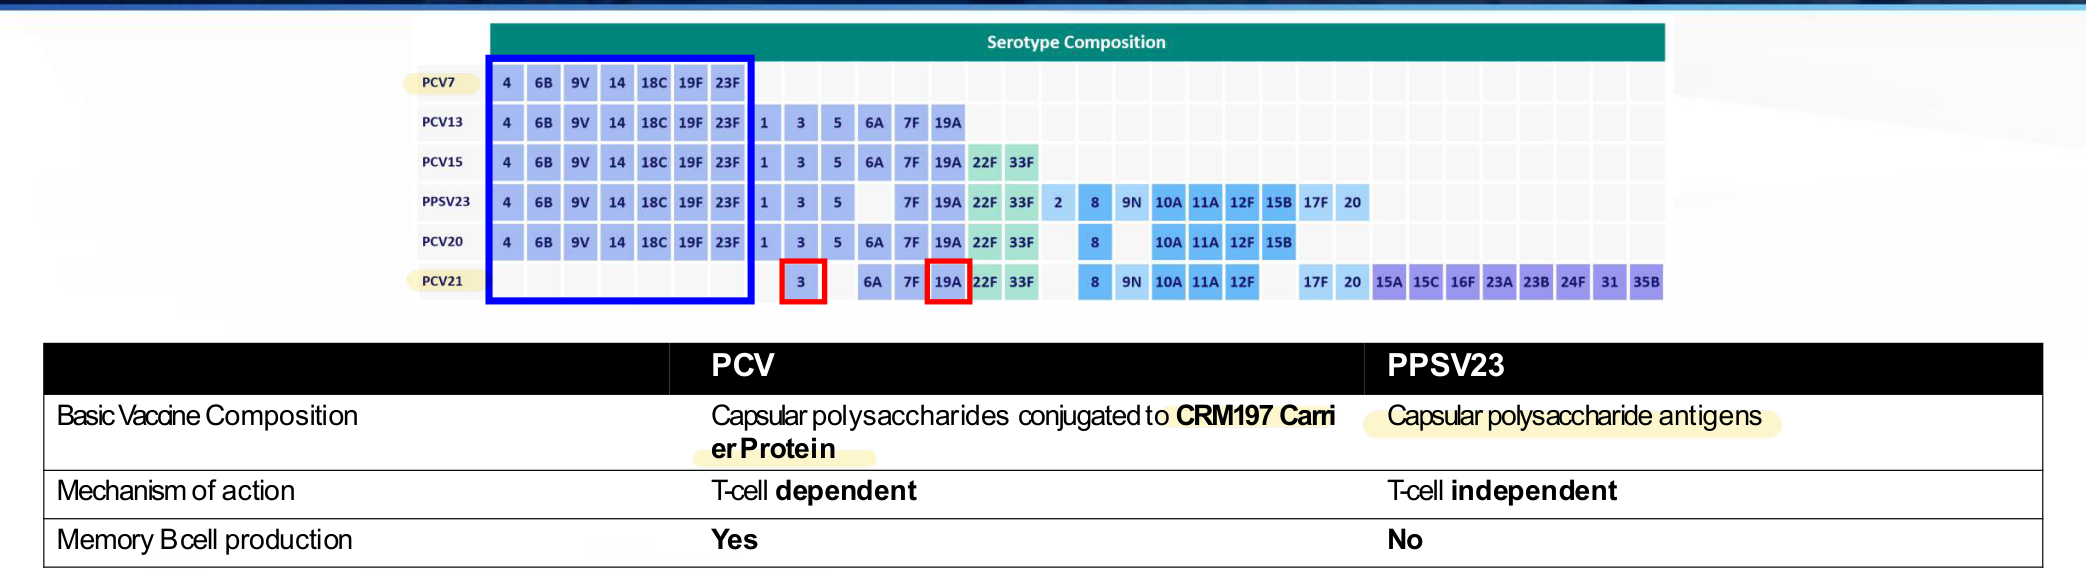 Serotype Composition
PCV7 4 6B 9V 14 18C 19F 23F
PCV13 4 6B 9V 14 18C 19F 23F 1 3 5 6A 7F 19A
PCV15 4 6B 9V 14 18C 19F 23F 1 3 5 6A 7F 19A 22F 33F
PPSV23 4 6B 9V 14 18C 19F 23F 1 3 5 7F 19A 22F 33F 2 8 9N 10A 11A 12F 15B 17F 20
PCV20 4 6B 9V 14 18C 19F 23F 1 3 5 6A 7F 19A 22F 33F 8 10A 11A 12F 15B
PCV21 3 6A 7F 19A 22F 33F 8 9N 10A 11A 12F 17F 20 15A 15C 16F 23A 23B 24F 31 35B
PCV PPSV23
Basic Vaccine Composition Capsular polysaccharides conjugated to CRM197 Carri Capsular polysaccharide antigens
er Protein
Mechanism of action T-cell dependent T-cell independent
Memory B cell production Yes No